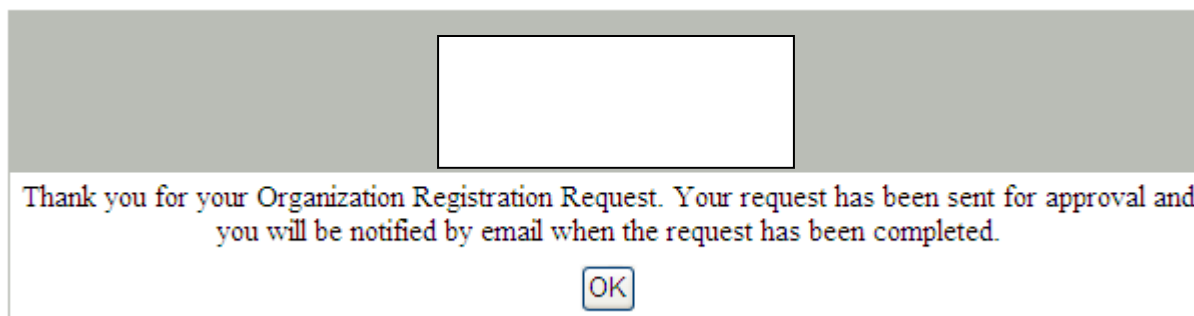 Thank you for your Organization Registration Request. Your request has been sent for approval and
you will be notified by email when the request has been completed.
OK